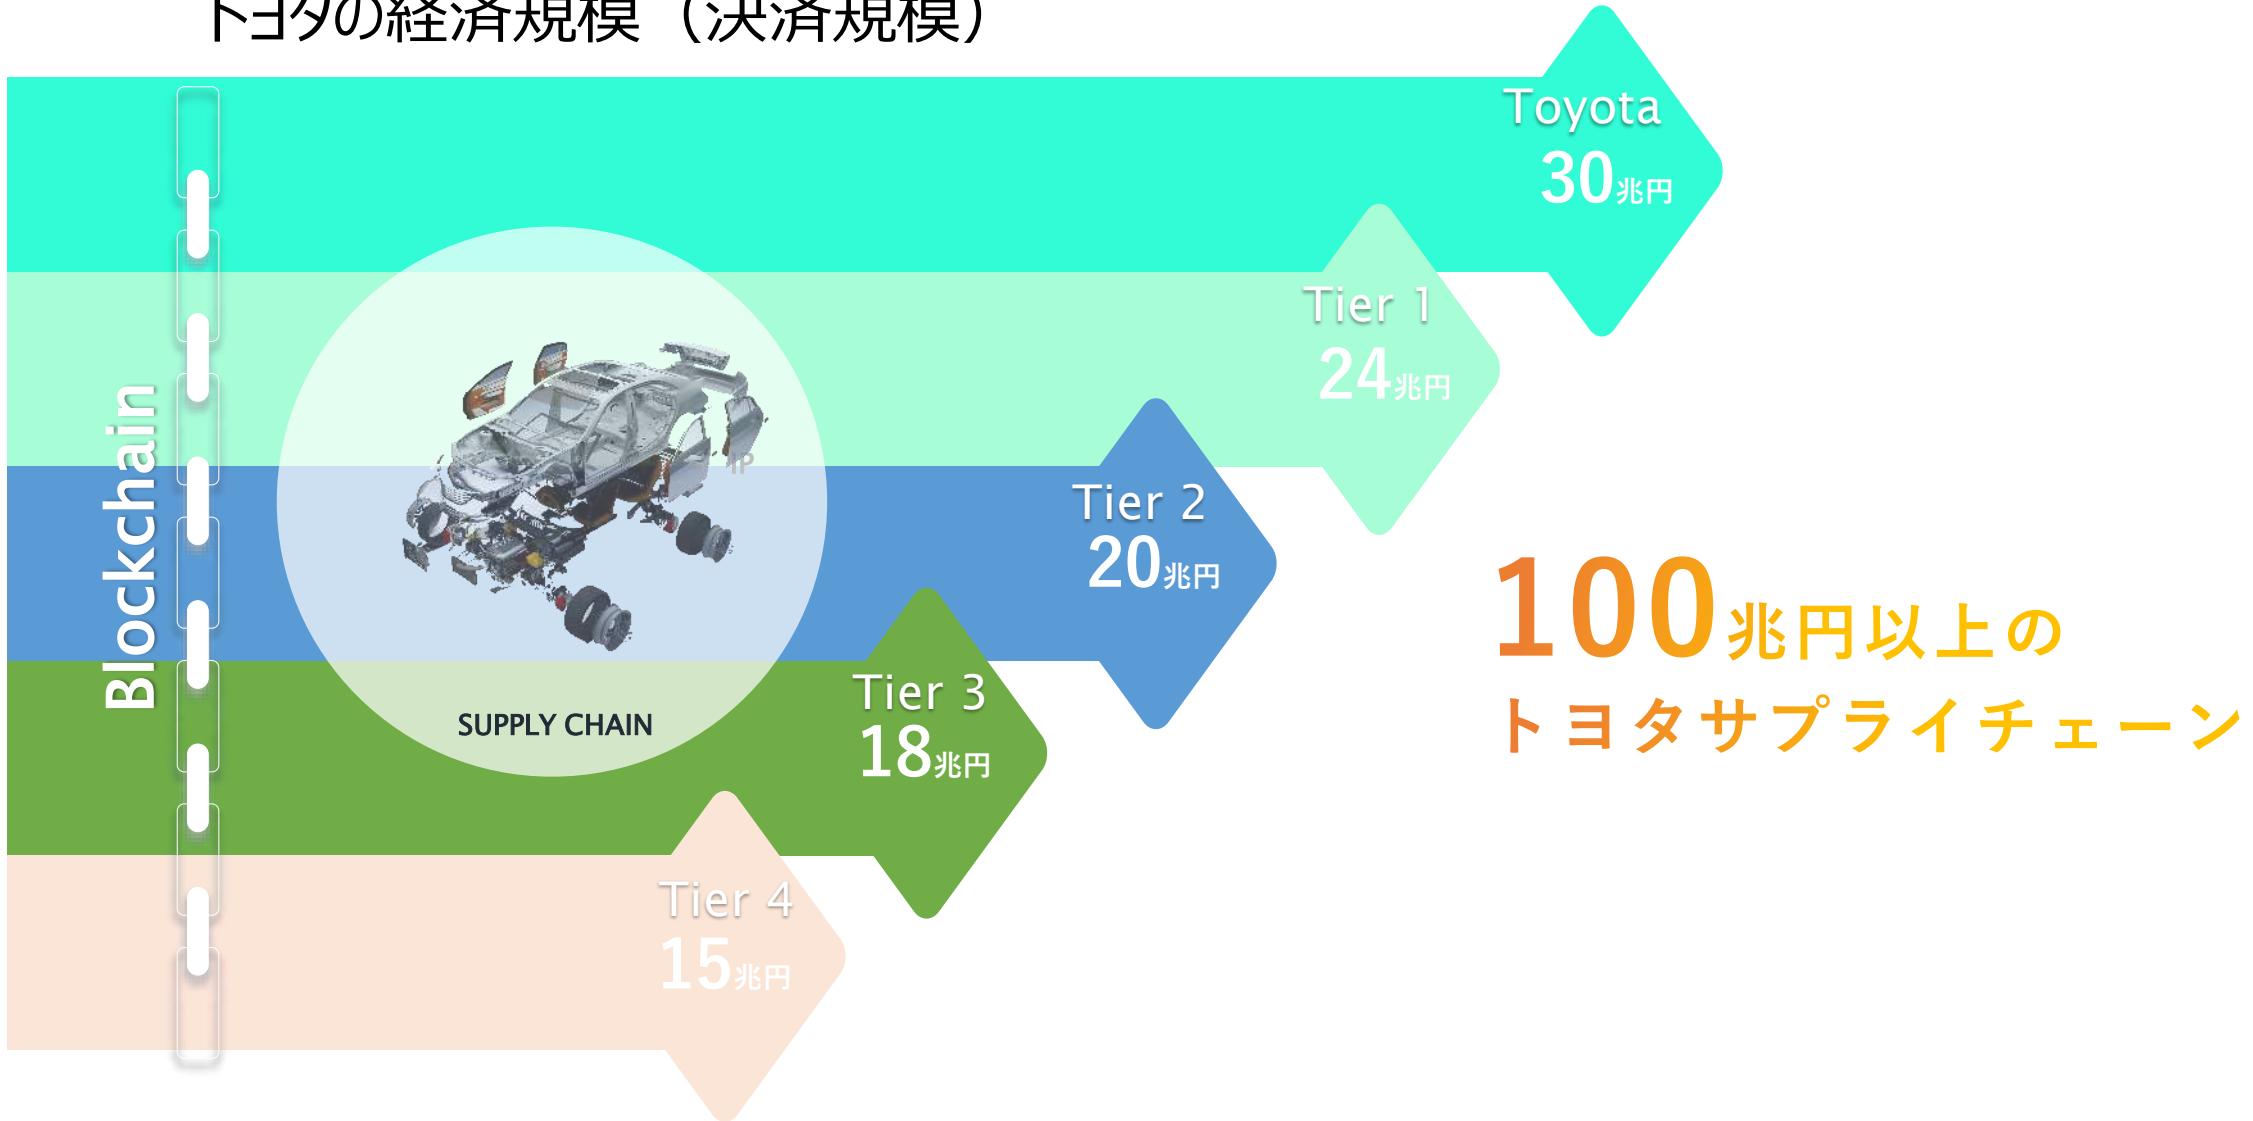 トヨタの経済規模（決済規模）
Toyota
30兆円
Tier 1
24兆円
Blockchain
IP
Tier 2
20兆円
100兆円以上の
トヨタサプライチェーン
Tier 3
18兆円
SUPPLY CHAIN
Tier 4
15兆円